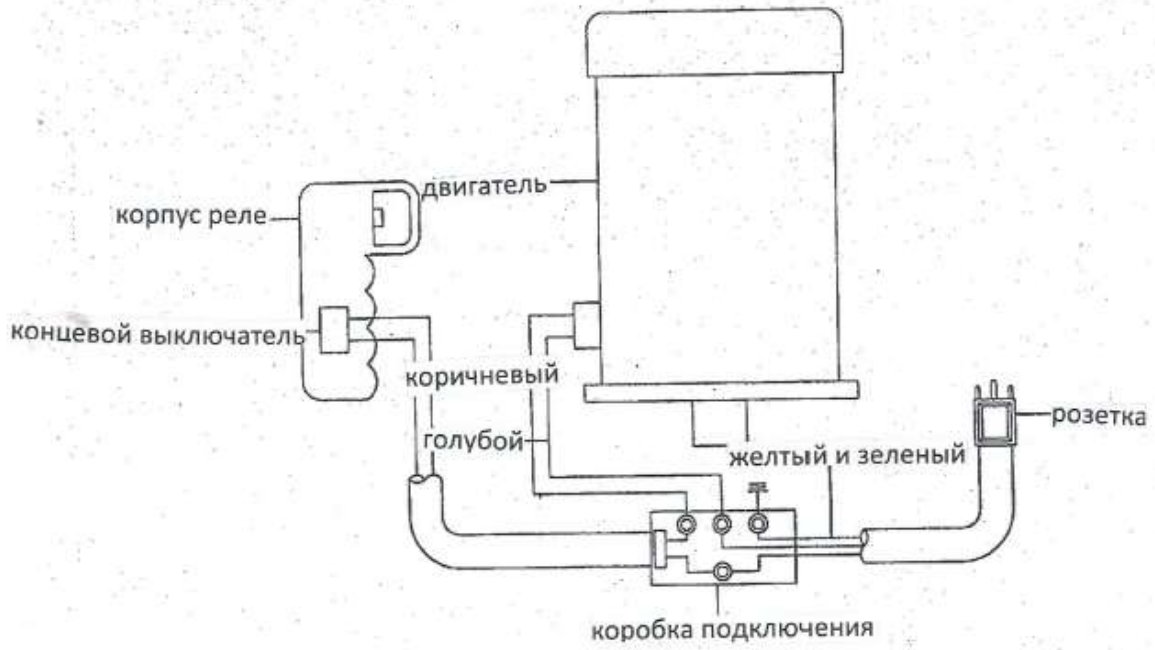 двигатель
корпус реле
концевой выключатель
коричневый
розетка
голубой
желтый и зеленый
коробка подключения